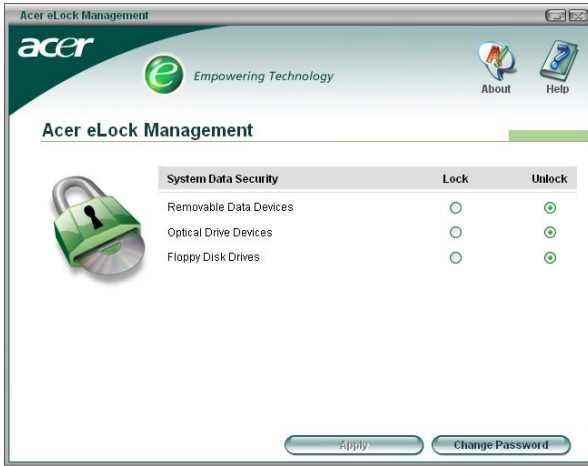 Acer eLock Management
acer
e Empowering Technology
About Help
Acer eLock Management
System Data Security Lock Unlock
Removable Data Devices
Optical Drive Devices
Floppy Disk Drives
Apply Change Password